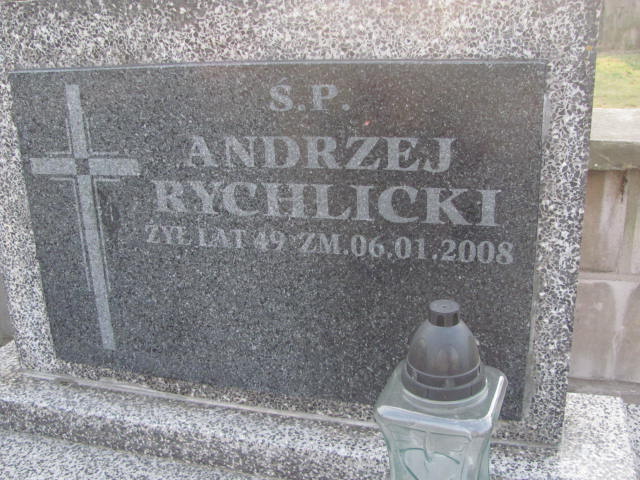 Ś.P.
ANDRZEJ
RYCHLICKI
ŻYŁ LAT 49 ZM.06.01.2008